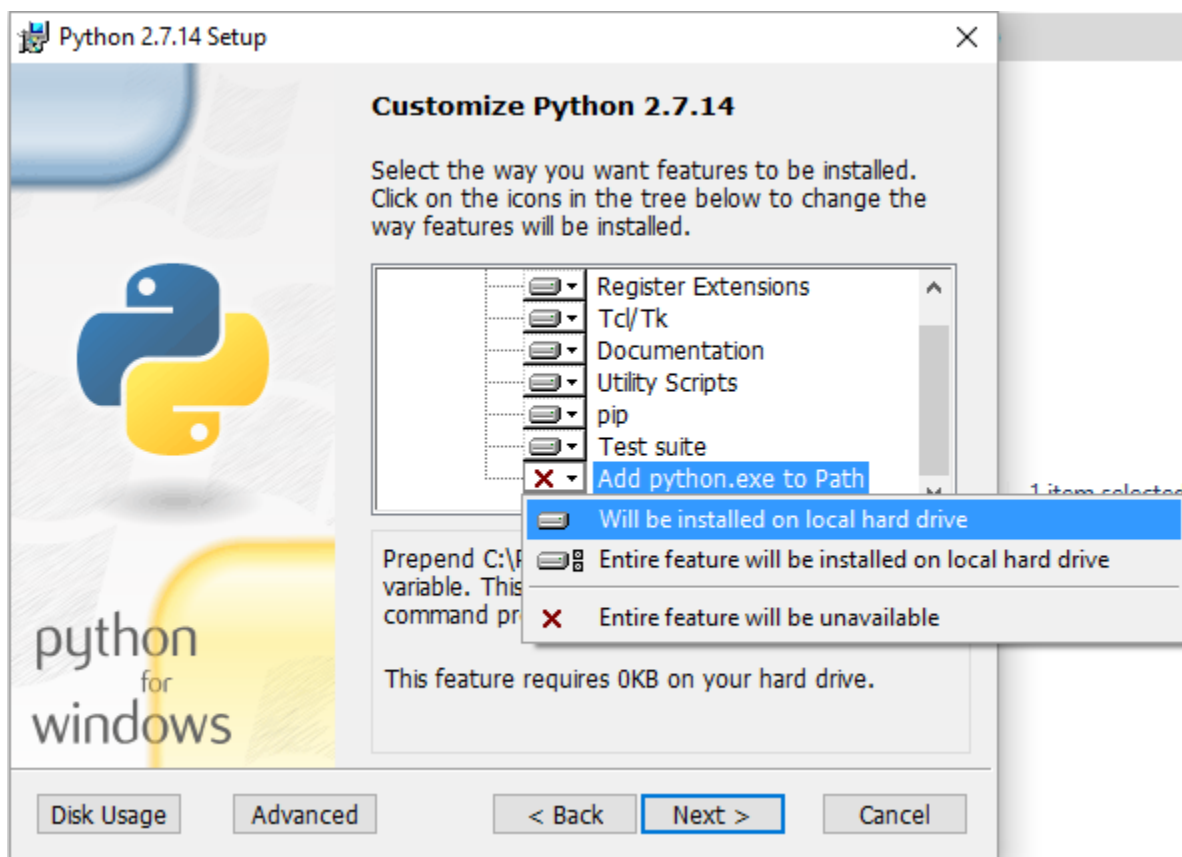 Python 2.7.14 Setup
Customize Python 2.7.14
Select the way you want features to be installed.
Click on the icons in the tree below to change the
way features will be installed.
Register Extensions
Tcl/Tk
Documentation
Utility Scripts
pip
Test suite
Add python.exe to Path
1 item selected
Will be installed on local hard drive
Entire feature will be installed on local hard drive
Entire feature will be unavailable
Prepend C:\
variable. This
command
This feature requires 0KB on your hard drive.
python
for
windows
Disk Usage
Advanced
< Back
Next >
Cancel